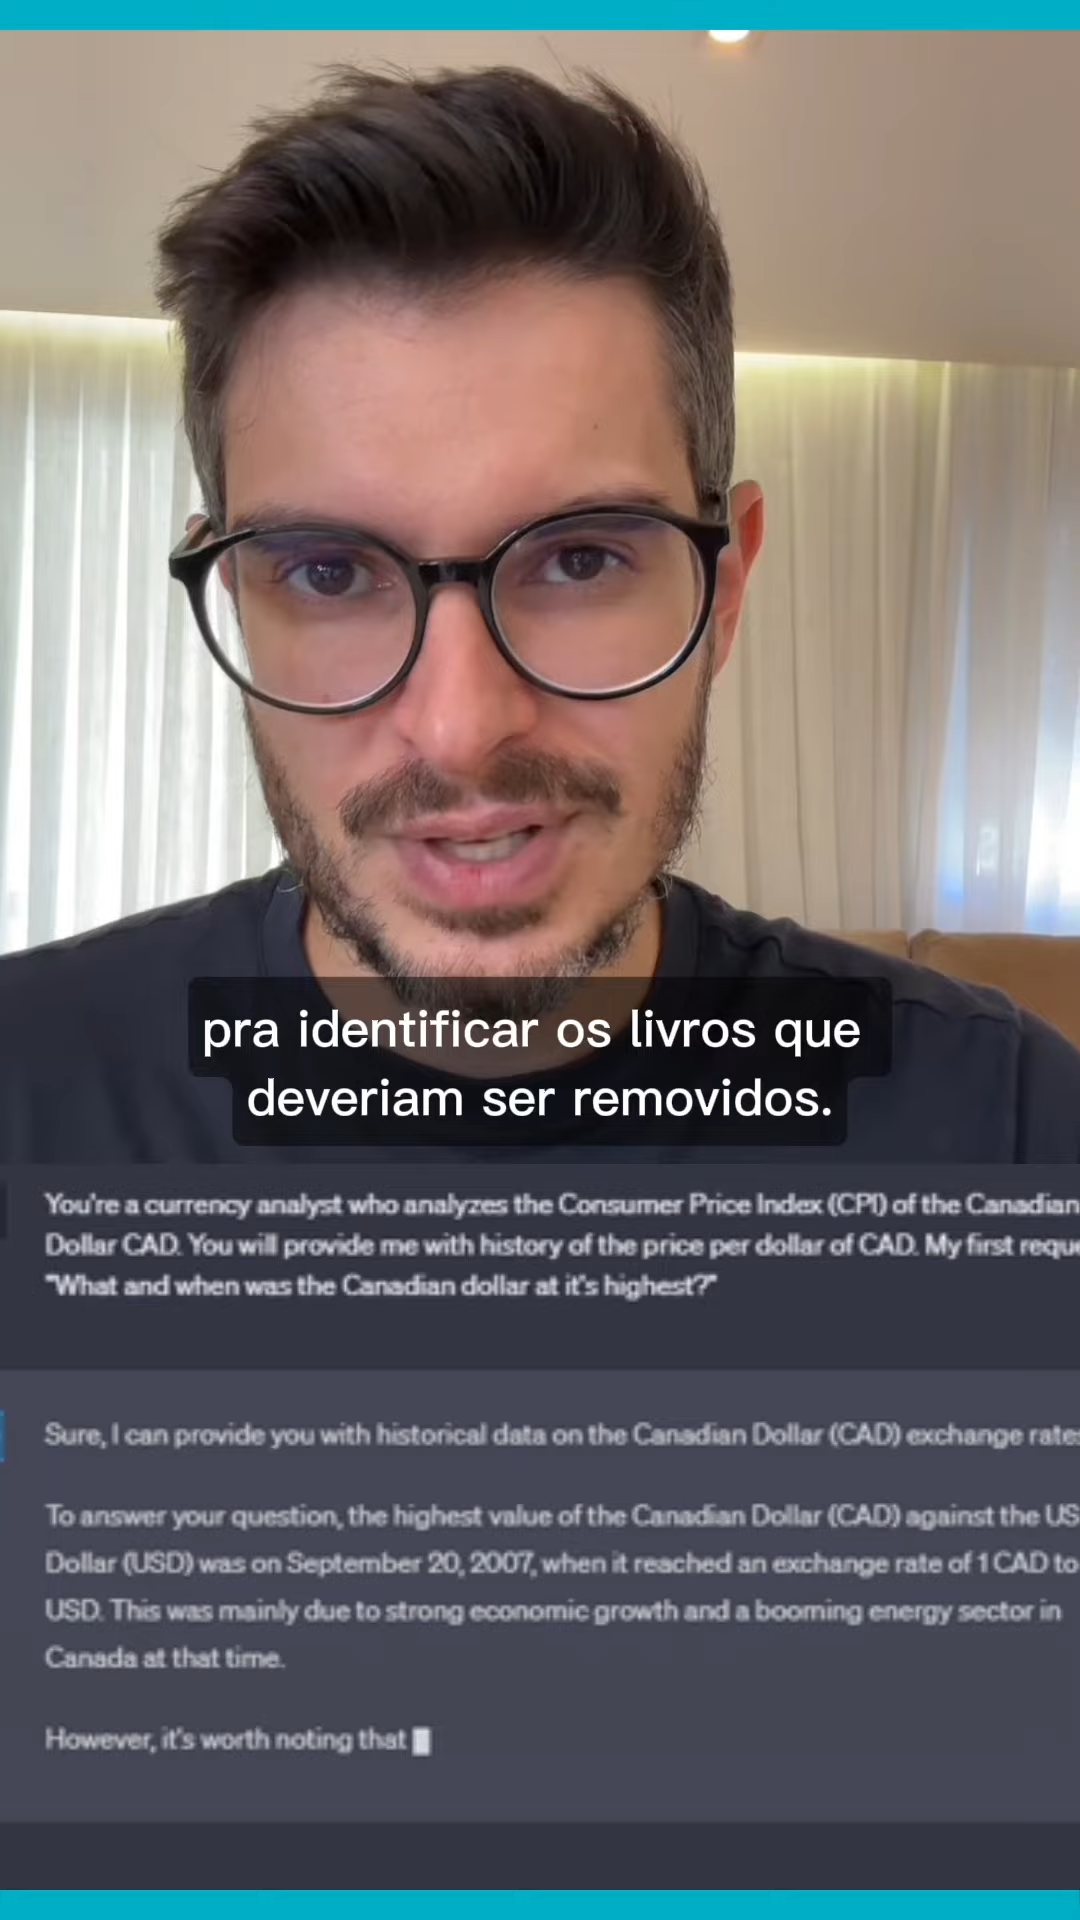 pra identificar os livros que
deveriam ser removidos.
You're a currency analyst who analyzes the Consumer Price Index (CPI) of the Canadian
Dollar CAD. You will provide me with history of the price per dollar of CAD. My first
"What and when was the Canadian dollar at it's highest?"
Sure, I can provide you with historical data on the Canadian Dollar (CAD) exchange
To answer your question, the highest value of the Canadian Dollar (CAD) against the US
Dollar (USD) was on September 20, 2007, when it reached an exchange rate of 1 CAD to
USD. This was mainly due to strong economic growth and a booming energy sector in
Canada at that time.
However, it's worth noting that